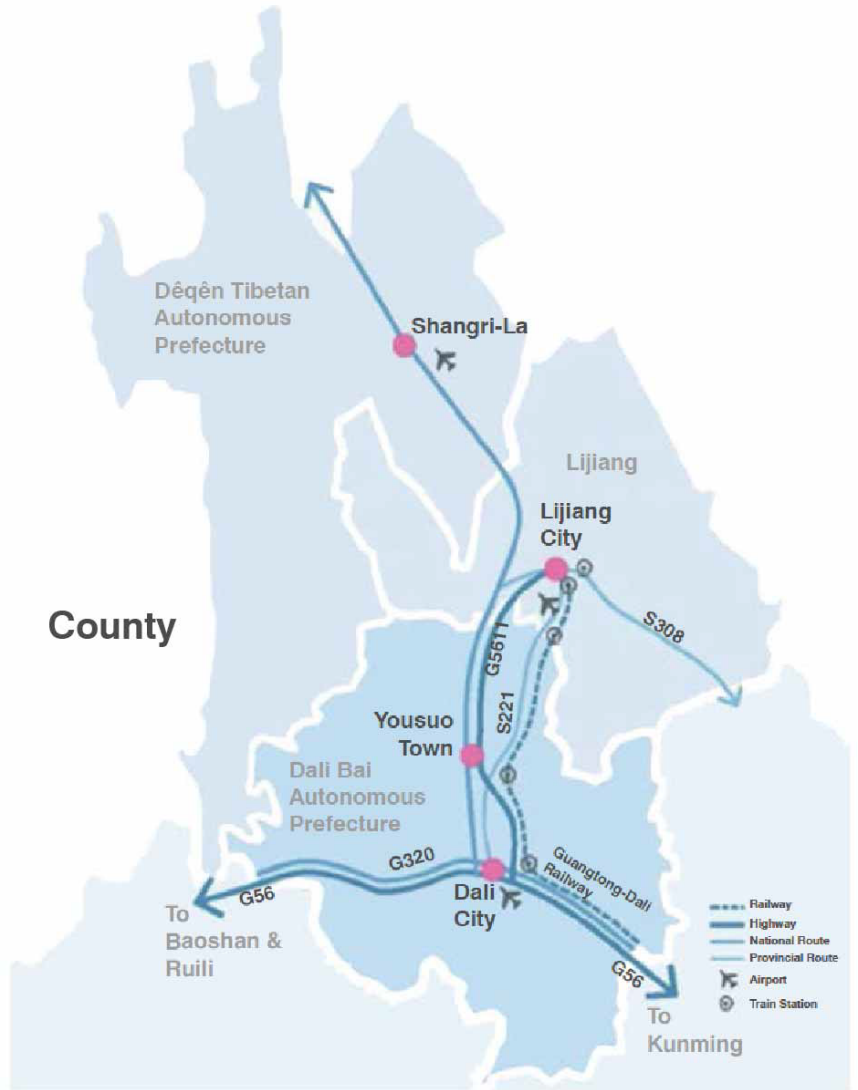 Dêqên Tibetan
Autonomous
Prefecture
Shangri-La
Lijiang
Lijiang
City
County
S308
G5611
S221
Yousuo
Town
Dali Bai
Autonomous
Prefecture
G320
Guangtong-Dali
Railway
G56
Dali
City
To
Baoshan &
Ruili
G56
To
Kunming
Railway
Highway
National Route
Provincial Route
Airport
Train Station